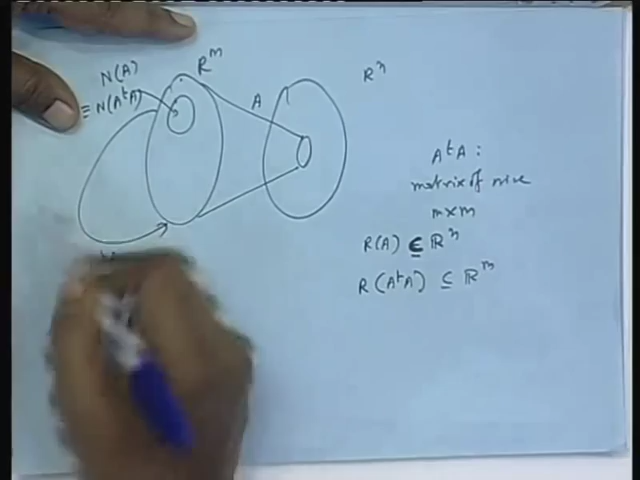 N(A)
≡ N(AᵗA)
Rᵐ
A
Rⁿ
AᵗA :
matrix of size
m×m
R(A) ⊆ ℝⁿ
R(AᵗA) ⊆ ℝᵐ